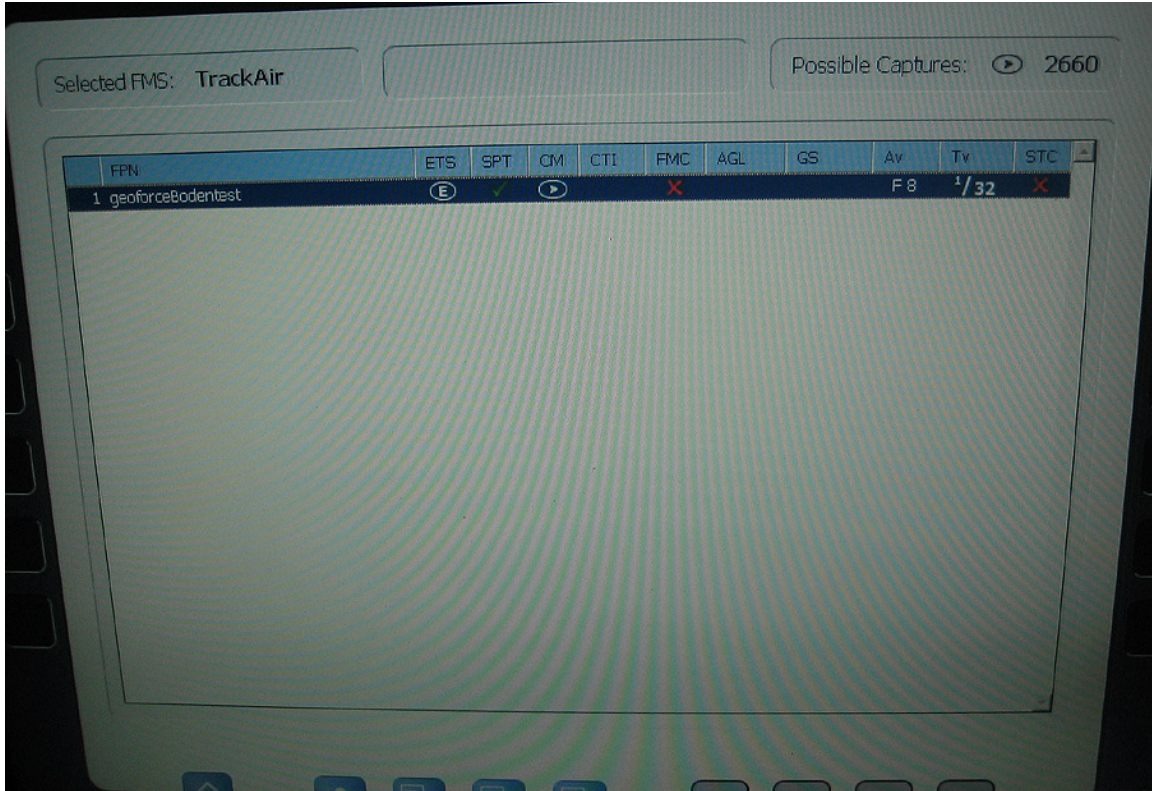 Selected FMS: TrackAir
Possible Captures: 2660
FPN ETS SPT CM CTI FMC AGL GS Av Tv STC
1 geoforceBodentest E F 8 1/32